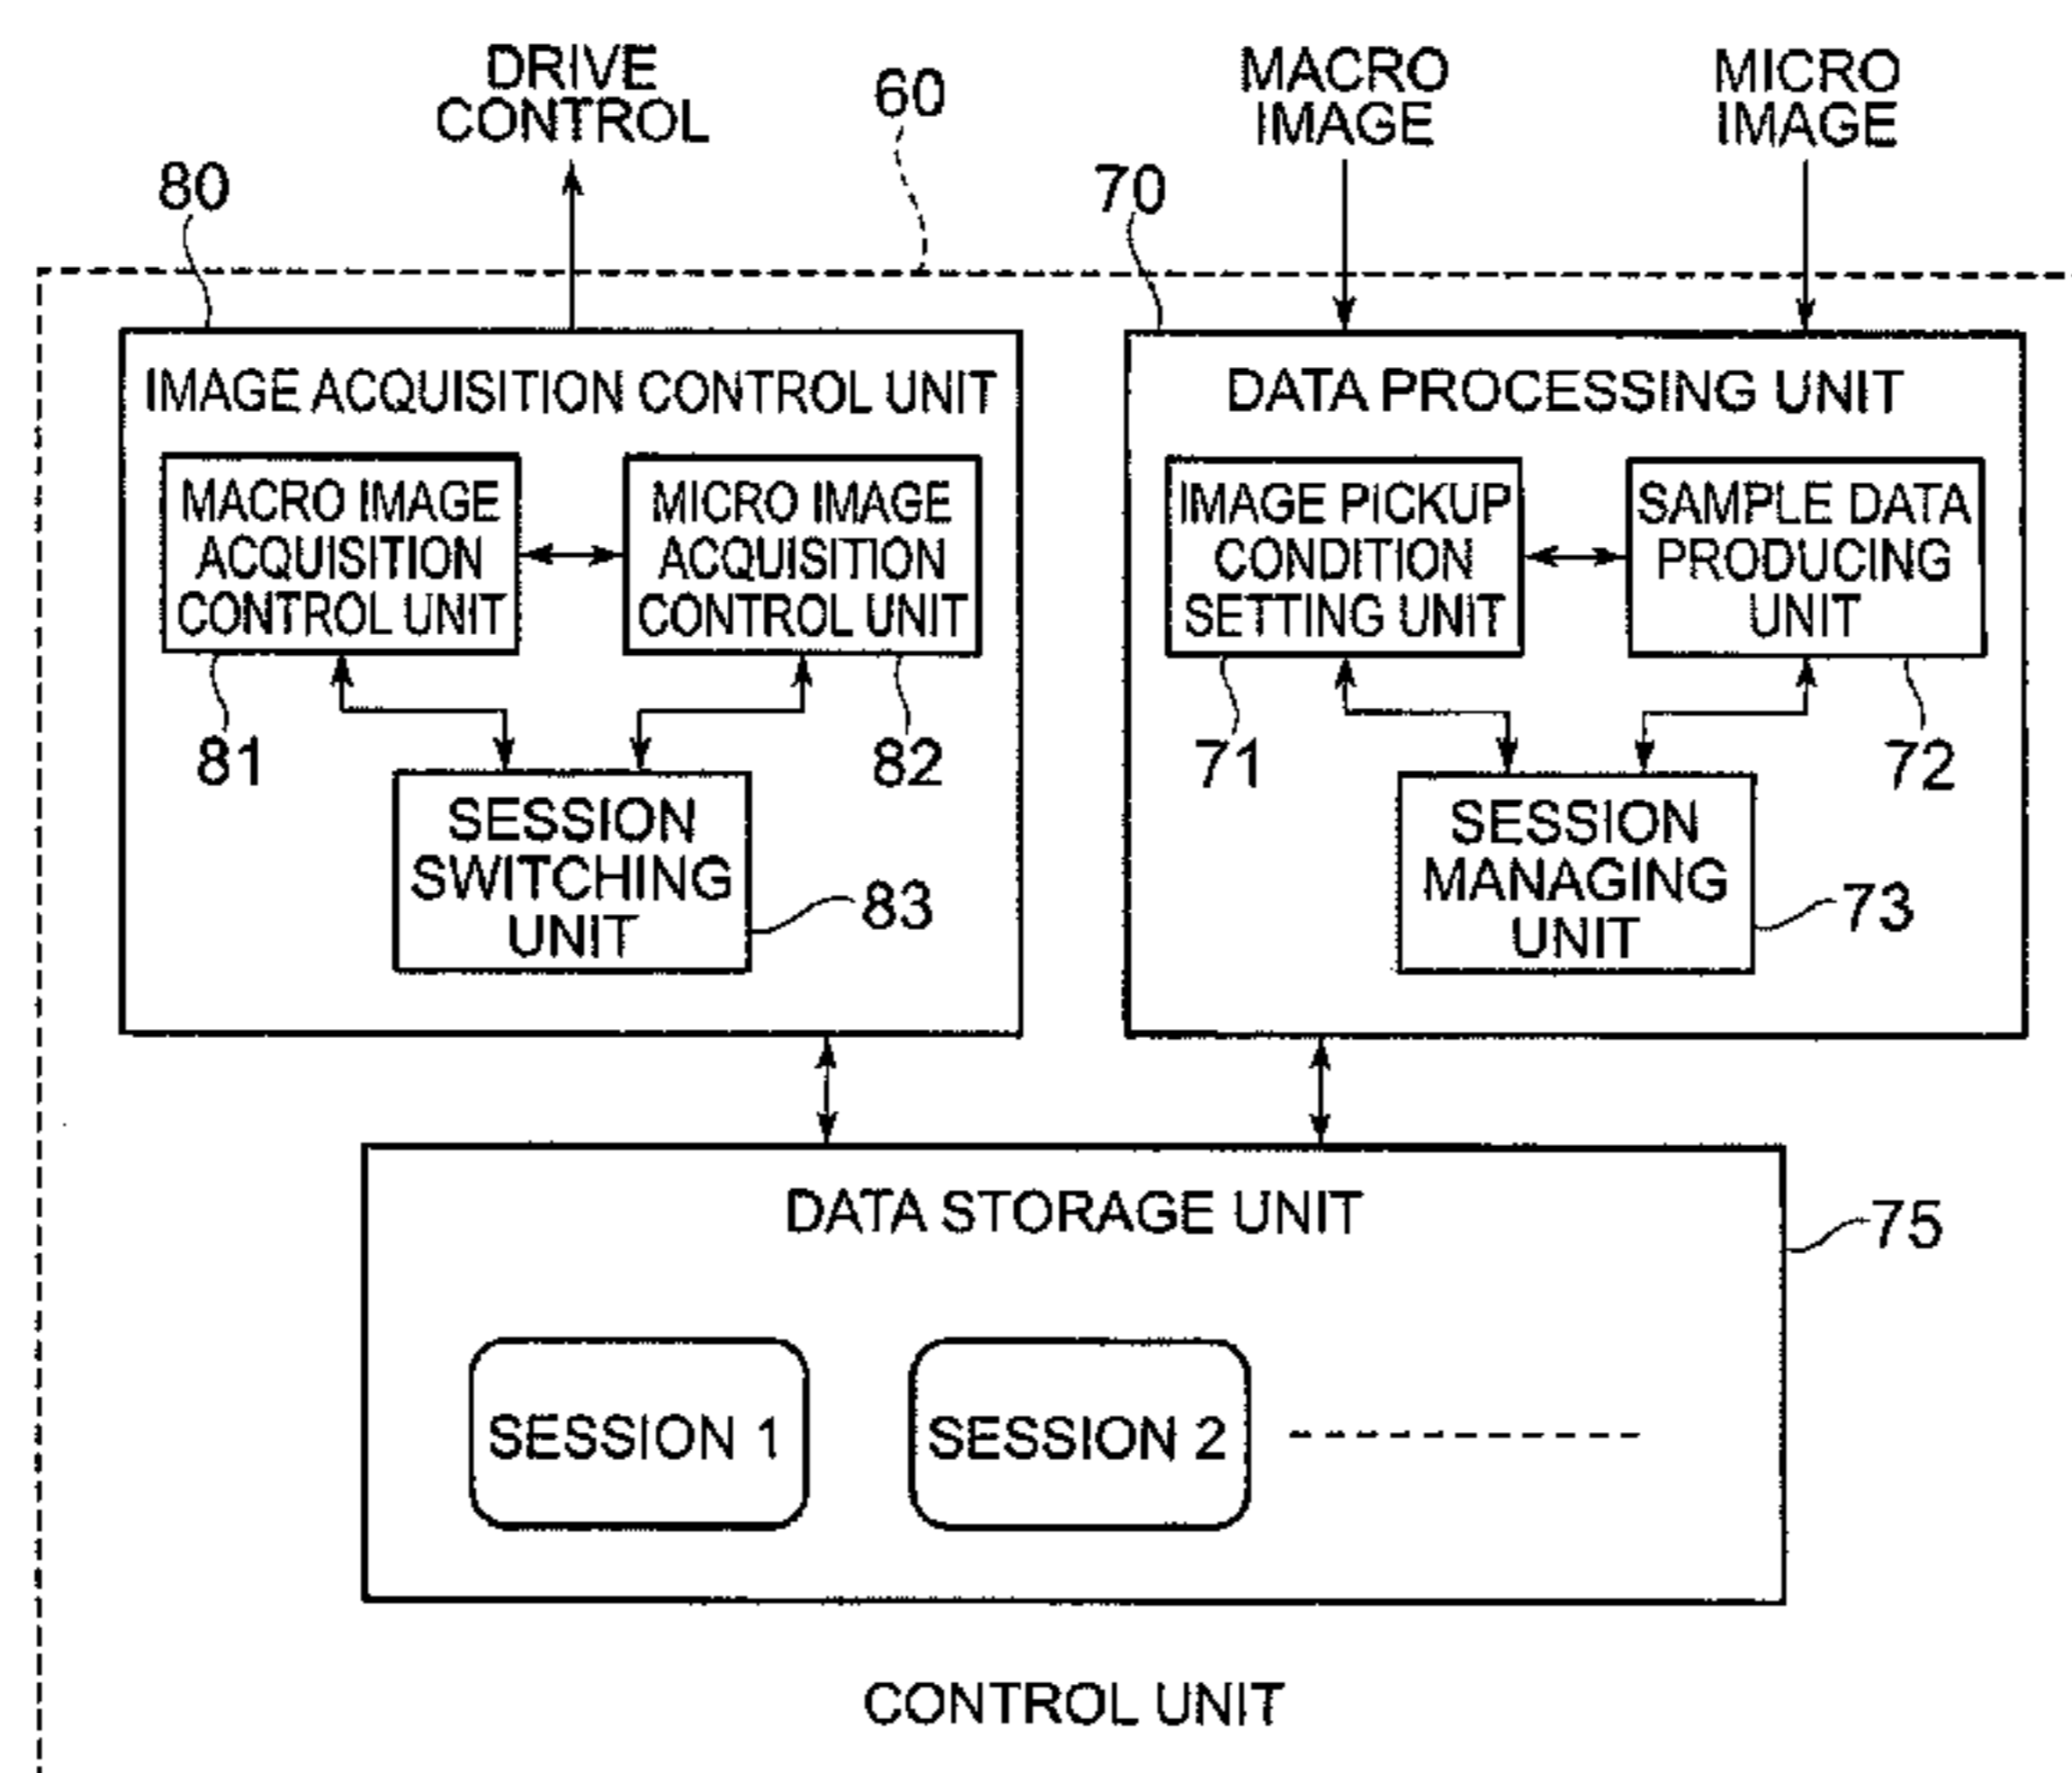 DRIVE
CONTROL
60
MACRO
IMAGE
MICRO
IMAGE
80
70
IMAGE ACQUISITION CONTROL UNIT
MACRO IMAGE
ACQUISITION
CONTROL UNIT
MICRO IMAGE
ACQUISITION
CONTROL UNIT
81
82
SESSION
SWITCHING
UNIT
83
DATA PROCESSING UNIT
IMAGE PICKUP
CONDITION
SETTING UNIT
SAMPLE DATA
PRODUCING
UNIT
71
72
SESSION
MANAGING
UNIT
73
DATA STORAGE UNIT
75
SESSION 1
SESSION 2
CONTROL UNIT